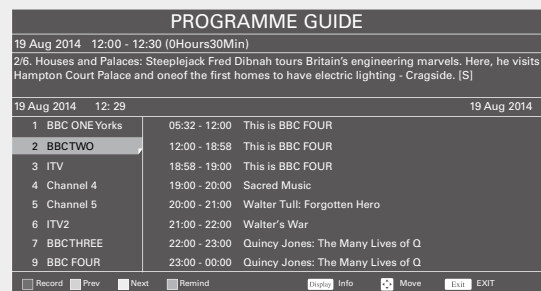 PROGRAMME GUIDE
19 Aug 2014 12:00 - 12:30 (0Hours30Min)
2/6. Houses and Palaces: Steeplejack Fred Dibnah tours Britain's engineering marvels. Here, he visits
Hampton Court Palace and oneof the first homes to have electric lighting - Cragside. [S]
19 Aug 2014 12: 29 19 Aug 2014
1 BBC ONE Yorks 05:32 - 12:00 This is BBC FOUR
2 BBCTWO 12:00 - 18:58 This is BBC FOUR
3 ITV 18:58 - 19:00 This is BBC FOUR
4 Channel 4 19:00 - 20:00 Sacred Music
5 Channel 5 20:00 - 21:00 Walter Tull: Forgotten Hero
6 ITV2 21:00 - 22:00 Walter's War
7 BBCTHREE 22:00 - 23:00 Quincy Jones: The Many Lives of Q
9 BBC FOUR 23:00 - 00:00 Quincy Jones: The Many Lives of Q
Record Prev Next Remind Display Info Move Exit EXIT